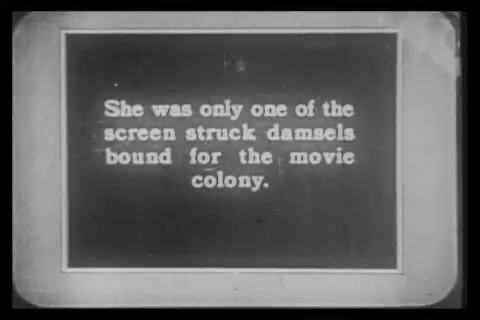 She was only one of the
screen struck damsels
bound for the movie
colony.